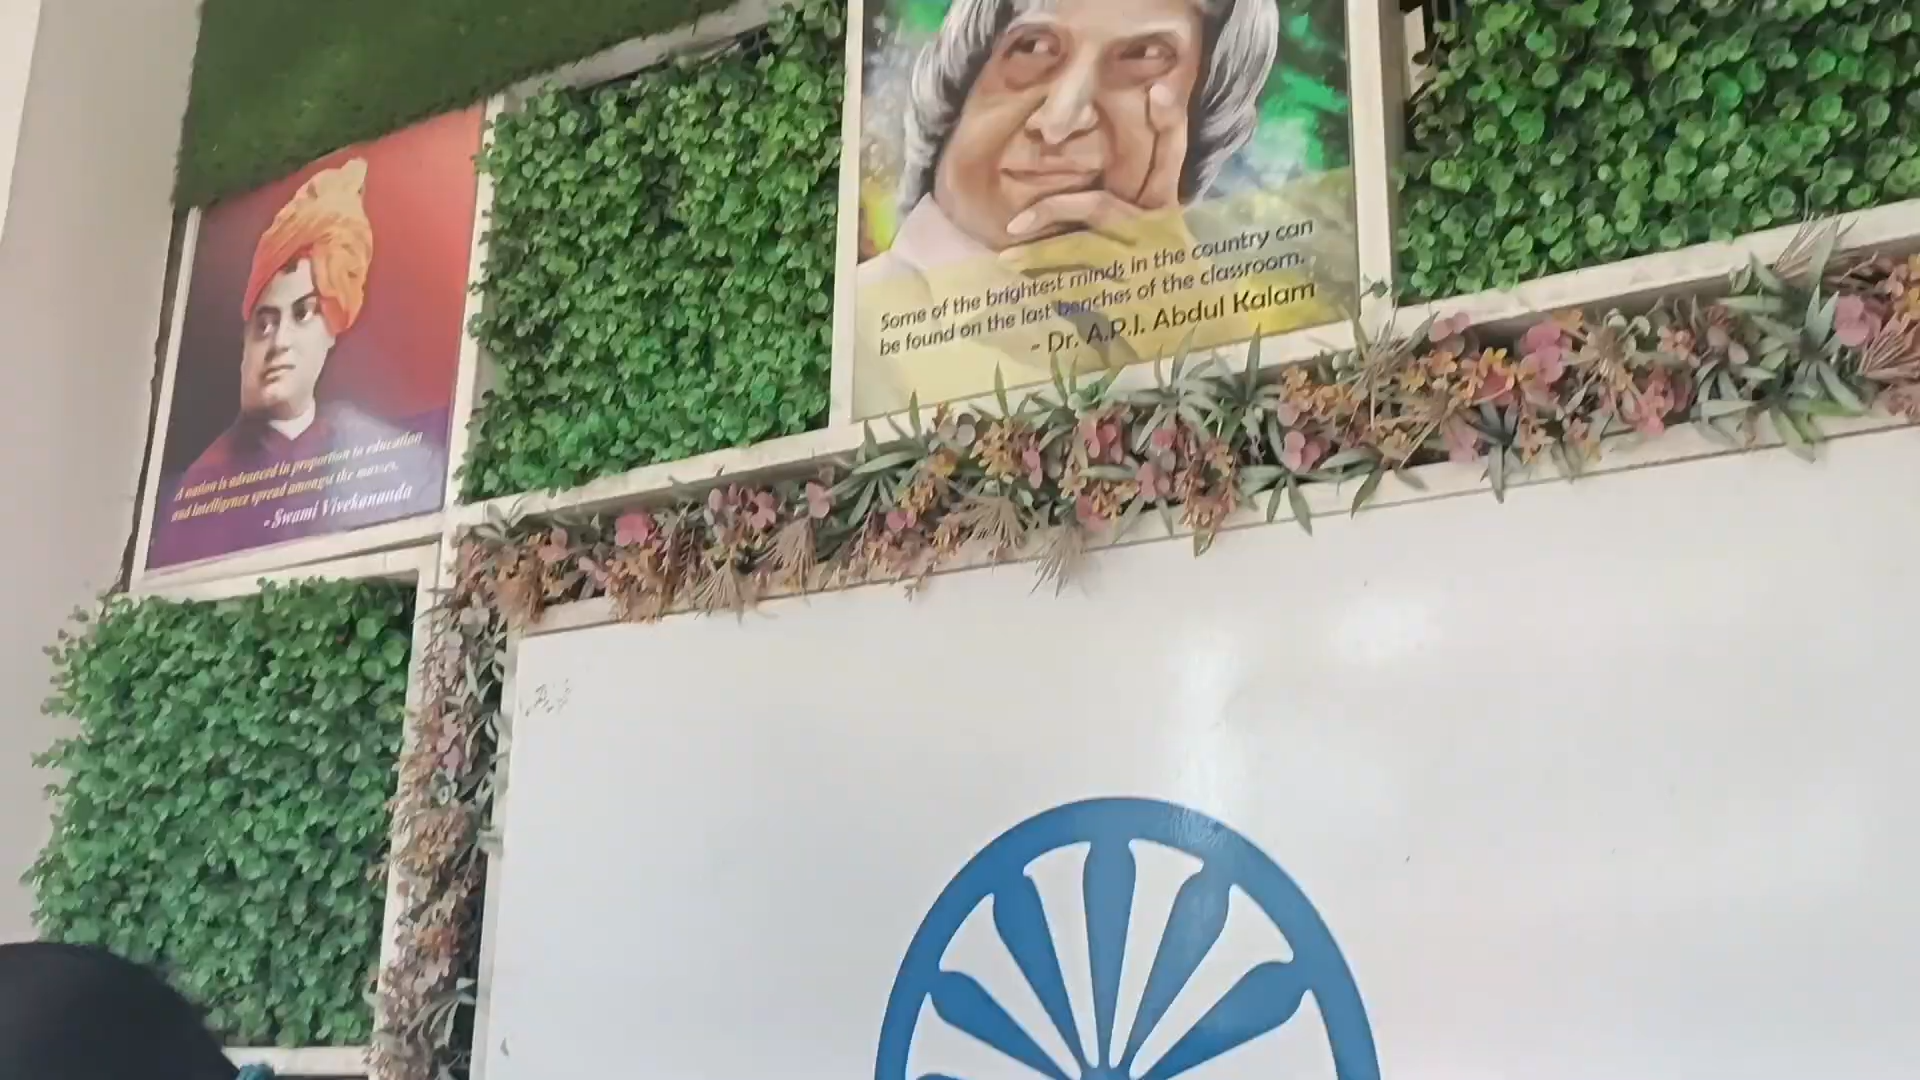 A nation is advanced in proportion to education
and intelligence spread amongst the masses.
- Swami Vivekananda
Some of the brightest minds in the country can
be found on the last benches of the classroom.
- Dr. A.P.J. Abdul Kalam